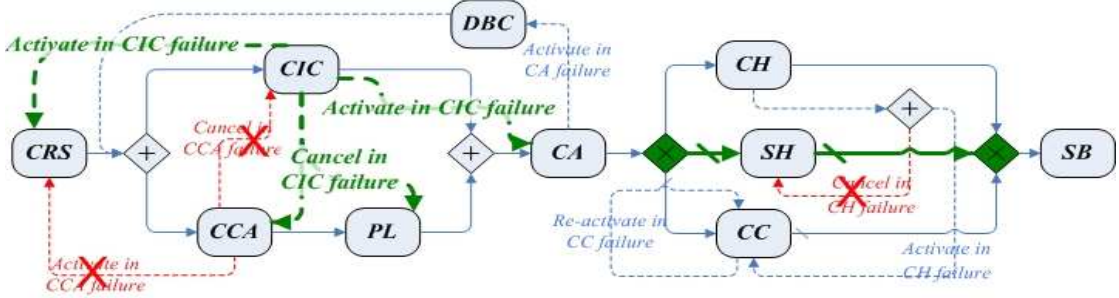 DBC
Activate in CIC failure
CIC
Activate in
CA failure
CH
Activate in CIC failure
+
Cancel in
CCA failure
CRS
+
+
CA
SH
SB
Cancel in
CIC failure
Cancel in
CH failure
CCA
PL
Re-activate in
CC failure
CC
Activate in
CCA failure
Activate in
CH failure